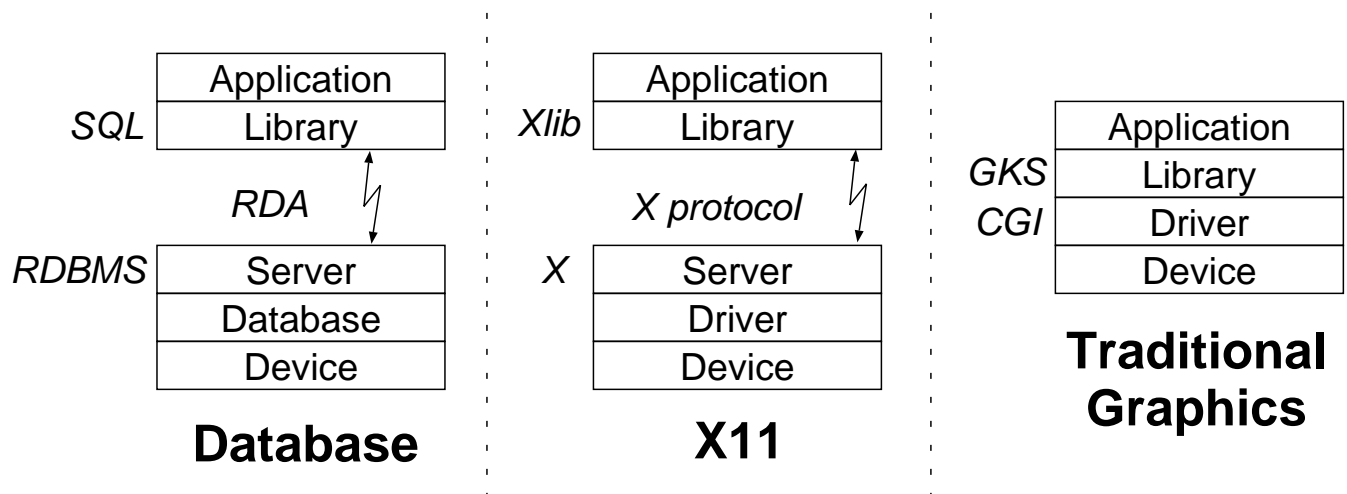 Application
SQL Library
RDA
RDBMS Server
Database
Device
Database
Application
Xlib Library
X protocol
X Server
Driver
Device
X11
Application
GKS Library
CGI Driver
Device
Traditional
Graphics